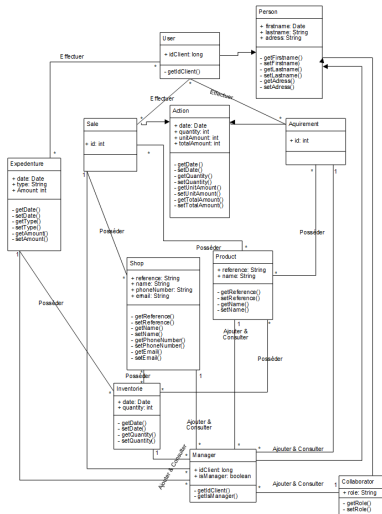 Person
+ firstname: Date
+ lastname: String
+ adress: String
- getFirstname()
- setFirstname
- getLastname()
- setLastname
- getAdress()
- setAdress()
User
+ idClient: long
- getIdClient()
Effectuer
Effectuer
Effectuer
Sale
+ id: int
Action
+ date: Date
+ quantity: int
+ unitAmount: int
+ totalAmount: int
- getDate()
- setDate()
- getQuantity()
- setQuantity()
- getUnitAmount()
- setUnitAmount()
- getTotalAmount()
- setTotalAmount()
Aquirement
+ id: int
Expedenture
+ date: Date
+ type: String
+ Amount: int
- getDate()
- setDate()
- getType()
- setType()
- getAmount()
- setAmount()
Posséder
Posséder
Posséder
Posséder
Shop
+ reference: String
+ name: String
+ phoneNumber: String
+ email: String
- getReference()
- setReference()
- getName()
- setName()
- getPhoneNumber()
- setPhoneNumber()
- getEmail()
- setEmail()
Product
+ reference: String
+ name: String
- getReference()
- setReference()
- getName()
- setName()
Ajouter &
Consulter
Posséder
Posséder
Inventorie
+ date: Date
+ quantity: int
- getDate()
- setDate()
- getQuantity()
- setQuantity()
Ajouter &
Consulter
Ajouter & Consulter
Ajouter & Consulter
Manager
+ idClient: long
+ isManager: boolean
- getIdClient()
- getIsManager()
Ajouter & Consulter
Collaborator
+ role: String
- getRole()
- setRole()